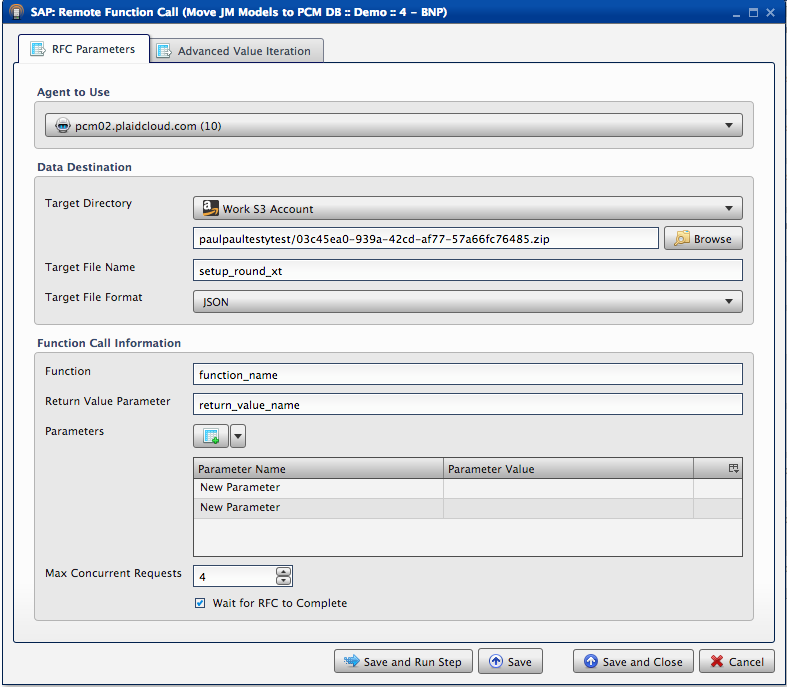 SAP: Remote Function Call (Move JM Models to PCM DB :: Demo :: 4 - BNP)
RFC Parameters
Advanced Value Iteration
Agent to Use
pcm02.plaidcloud.com (10)
Data Destination
Target Directory
Work S3 Account
paulpaultestytest/03c45ea0-939a-42cd-af77-57a66fc76485.zip
Browse
Target File Name
setup_round_xt
Target File Format
JSON
Function Call Information
Function
function_name
Return Value Parameter
return_value_name
Parameters
Parameter Name Parameter Value
New Parameter
New Parameter
Max Concurrent Requests
4
Wait for RFC to Complete
Save and Run Step
Save
Save and Close
Cancel